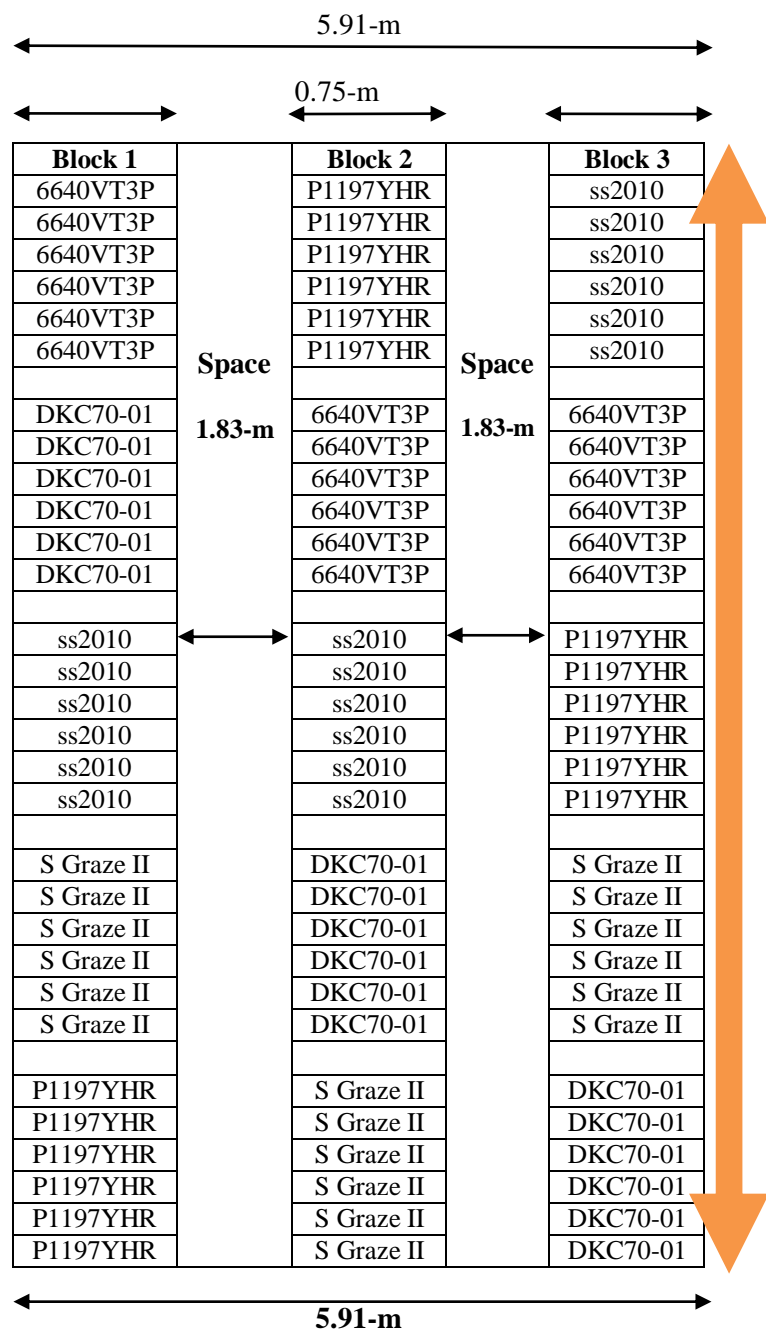 5.91-m
0.75-m
Block 1 Block 2 Block 3
6640VT3P P1197YHR ss2010
6640VT3P P1197YHR ss2010
6640VT3P P1197YHR ss2010
6640VT3P P1197YHR ss2010
6640VT3P P1197YHR ss2010
6640VT3P Space P1197YHR Space ss2010
DKC70-01 1.83-m 6640VT3P 1.83-m 6640VT3P
DKC70-01 6640VT3P 6640VT3P
DKC70-01 6640VT3P 6640VT3P
DKC70-01 6640VT3P 6640VT3P
DKC70-01 6640VT3P 6640VT3P
DKC70-01 6640VT3P 6640VT3P
ss2010 ss2010 P1197YHR
ss2010 ss2010 P1197YHR
ss2010 ss2010 P1197YHR
ss2010 ss2010 P1197YHR
ss2010 ss2010 P1197YHR
ss2010 ss2010 P1197YHR
S Graze II DKC70-01 S Graze II
S Graze II DKC70-01 S Graze II
S Graze II DKC70-01 S Graze II
S Graze II DKC70-01 S Graze II
S Graze II DKC70-01 S Graze II
S Graze II DKC70-01 S Graze II
P1197YHR S Graze II DKC70-01
P1197YHR S Graze II DKC70-01
P1197YHR S Graze II DKC70-01
P1197YHR S Graze II DKC70-01
P1197YHR S Graze II DKC70-01
P1197YHR S Graze II DKC70-01
5.91-m